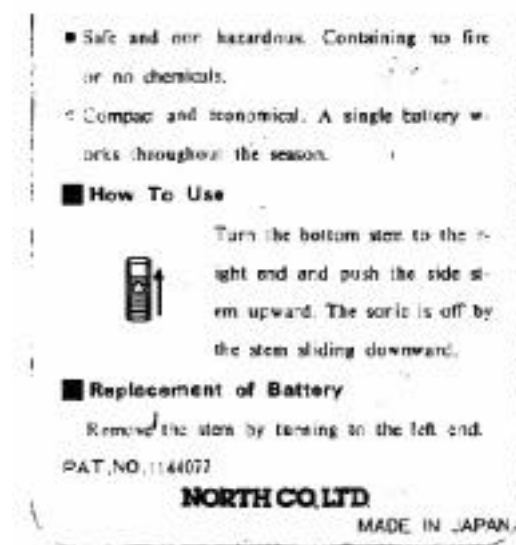 ■ Safe and non hazardous. Containing no fire
or no chemicals.
Compact and economical. A single battery w-
orks throughout the season.
■ How To Use
Turn the bottom stem to the r-
ight end and push the side st-
em upward. The sonic is off by
the stem sliding downward.
■ Replacement of Battery
Remove the stem by turning to the left end.
PAT.NO.1144077
NORTH CO.,LTD.
MADE IN JAPAN